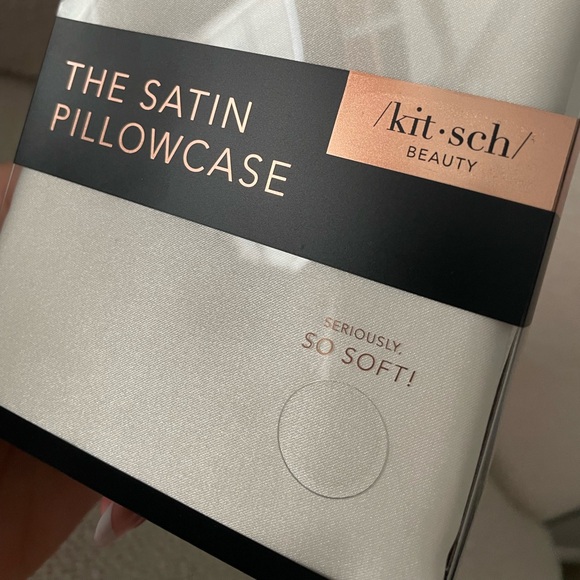 THE SATIN
PILLOWCASE
/kit·sch/
BEAUTY
SERIOUSLY,
SO SOFT!